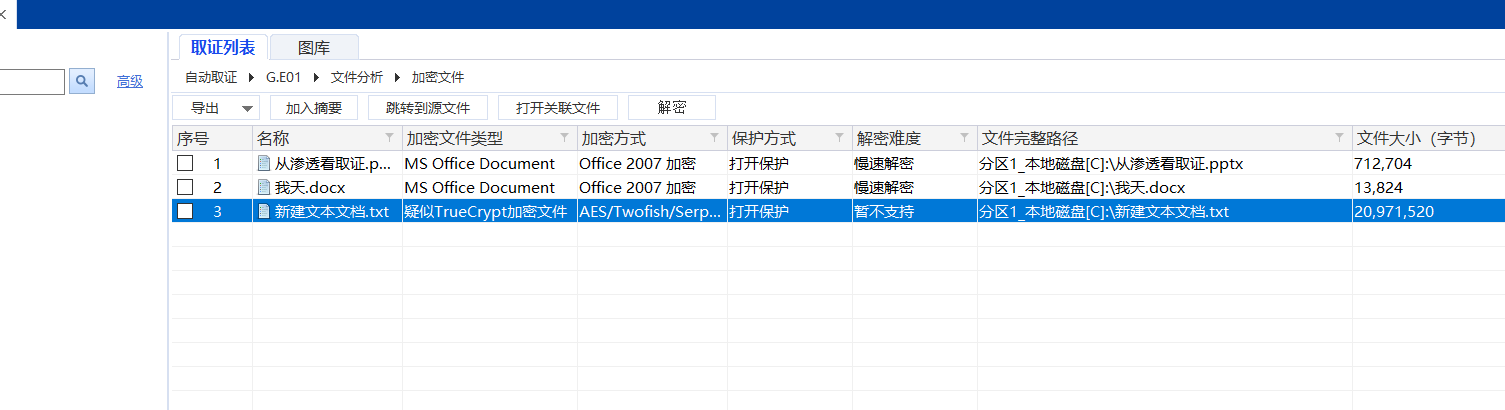 取证列表 图库
高级
自动取证 G.E01 文件分析 加密文件
导出 加入摘要 跳转到源文件 打开关联文件 解密
序号 名称 加密文件类型 加密方式 保护方式 解密难度 文件完整路径 文件大小（字节）
1 从渗透看取证.p... MS Office Document Office 2007 加密 打开保护 慢速解密 分区1_本地磁盘[C]:\从渗透看取证.pptx 712,704
2 我天.docx MS Office Document Office 2007 加密 打开保护 慢速解密 分区1_本地磁盘[C]:\我天.docx 13,824
3 新建文本文档.txt 疑似TrueCrypt加密文件 AES/Twofish/Serp... 打开保护 暂不支持 分区1_本地磁盘[C]:\新建文本文档.txt 20,971,520